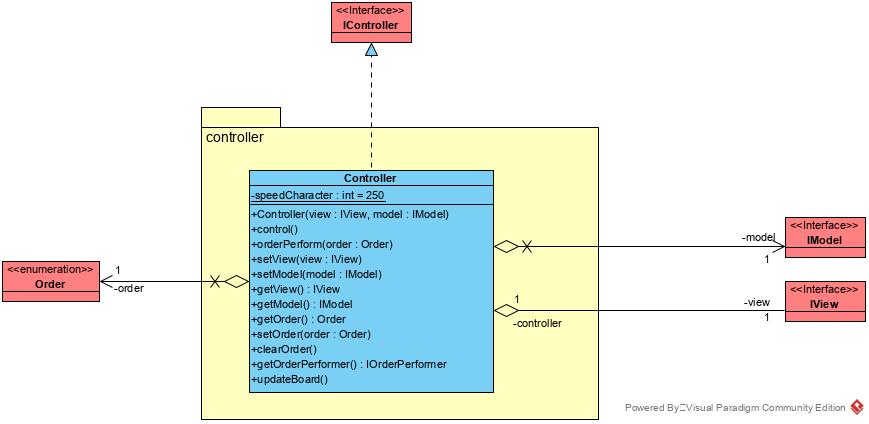 <<Interface>>
IController
controller
Controller
-speedCharacter : int = 250
+Controller(view : IView, model : IModel)
+control()
+orderPerform(order : Order)
+setView(view : IView)
+setModel(model : IModel)
+getView() : IView
+getModel() : IModel
+getOrder() : Order
+setOrder(order : Order)
+clearOrder()
+getOrderPerformer() : IOrderPerformer
+updateBoard()
<<enumeration>>
Order
1
-order
-model
1
<<Interface>>
IModel
1
-controller
-view
1
<<Interface>>
IView
Powered By Visual Paradigm Community Edition